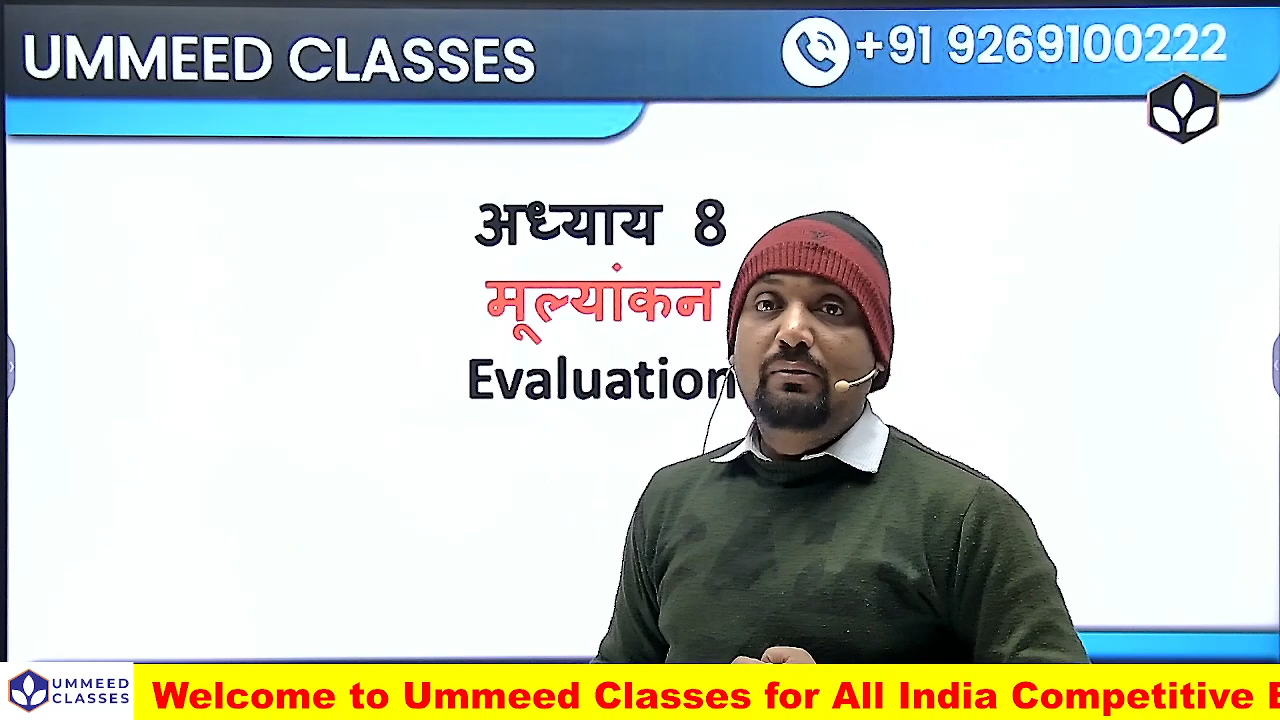 UMMEED CLASSES
+91 9269100222
अध्याय 8
मूल्यांकन
Evaluation
UMMEED
CLASSES
Welcome to Ummeed Classes for All India Competitive